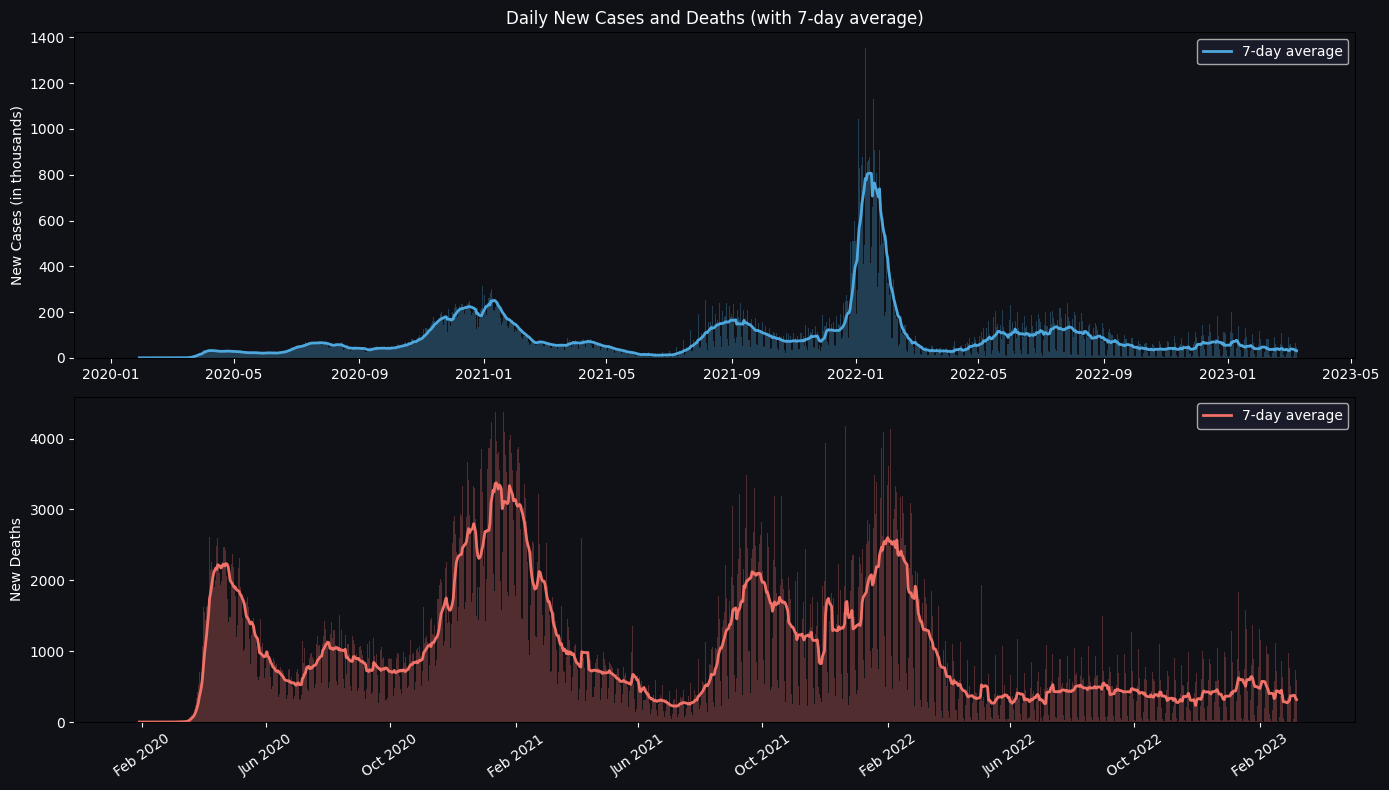 Daily New Cases and Deaths (with 7-day average)
7-day average
New Cases (in thousands)
1400
1200
1000
800
600
400
200
0
2020-01 2020-05 2020-09 2021-01 2021-05 2021-09 2022-01 2022-05 2022-09 2023-01 2023-05
7-day average
New Deaths
4000
3000
2000
1000
0
Feb 2020 Jun 2020 Oct 2020 Feb 2021 Jun 2021 Oct 2021 Feb 2022 Jun 2022 Oct 2022 Feb 2023